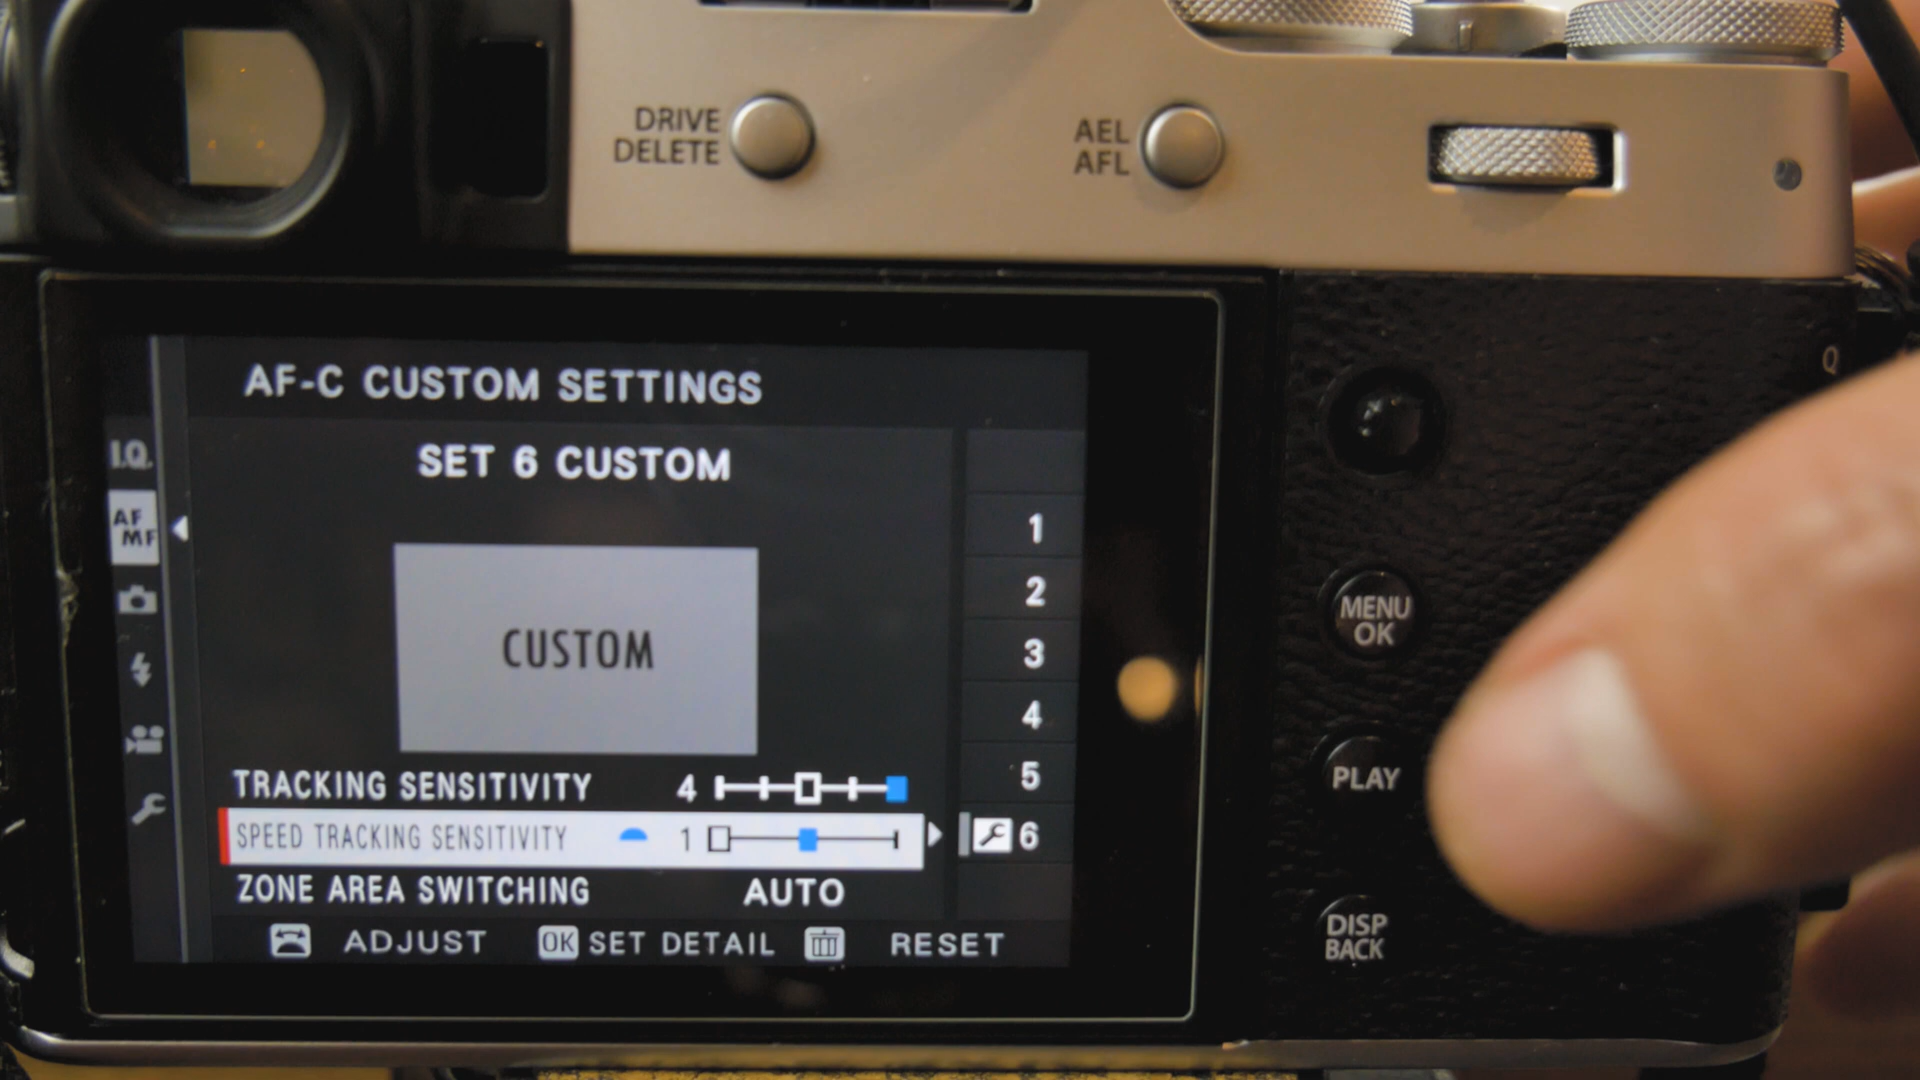 DRIVE
DELETE
AEL
AFL
Q
AF-C CUSTOM SETTINGS
SET 6 CUSTOM
I.Q.
AF
MF
CUSTOM
1
2
3
4
5
6
TRACKING SENSITIVITY 4
SPEED TRACKING SENSITIVITY 1
ZONE AREA SWITCHING AUTO
ADJUST OK SET DETAIL RESET
MENU
OK
PLAY
DISP
BACK